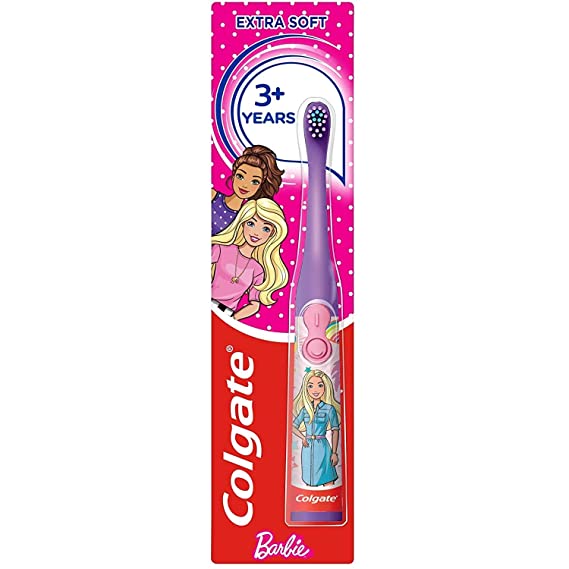 EXTRA SOFT
3+
YEARS
Colgate®
Colgate®
Barbie